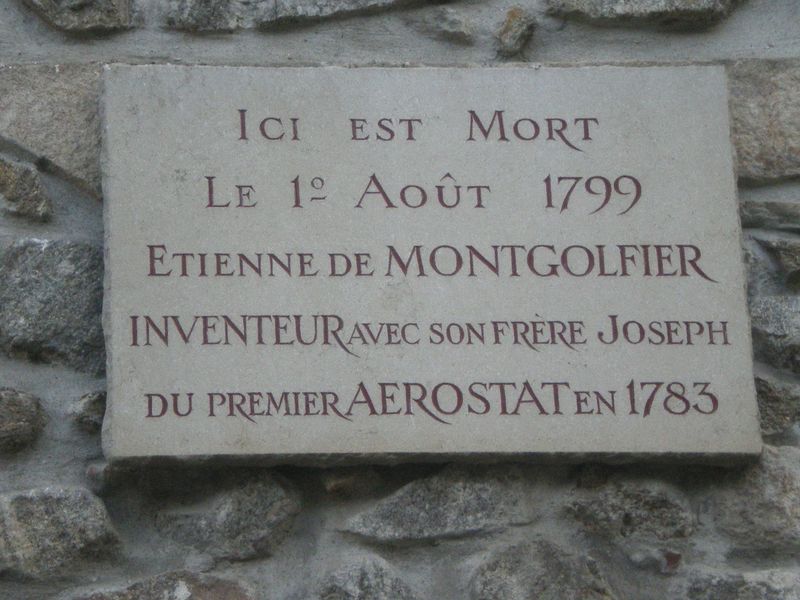 Ici est Mort
Le 1º Août 1799
Etienne de MONTGOLFIER
INVENTEUR avec son frère Joseph
du premier AEROSTAT en 1783